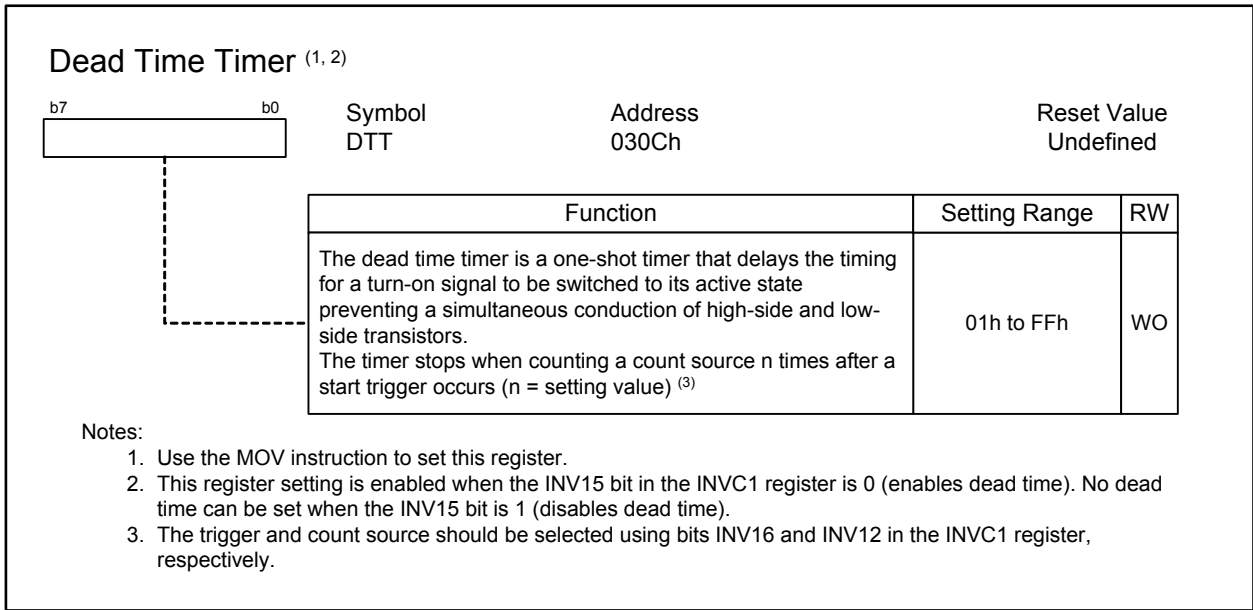 Dead Time Timer (1, 2)
b7 b0 Symbol Address Reset Value
DTT 030Ch Undefined
Function Setting Range RW
The dead time timer is a one-shot timer that delays the timing
for a turn-on signal to be switched to its active state
preventing a simultaneous conduction of high-side and low-
side transistors.
The timer stops when counting a count source n times after a
start trigger occurs (n = setting value) (3)
01h to FFh WO
Notes:
1. Use the MOV instruction to set this register.
2. This register setting is enabled when the INV15 bit in the INVC1 register is 0 (enables dead time). No dead
time can be set when the INV15 bit is 1 (disables dead time).
3. The trigger and count source should be selected using bits INV16 and INV12 in the INVC1 register,
respectively.